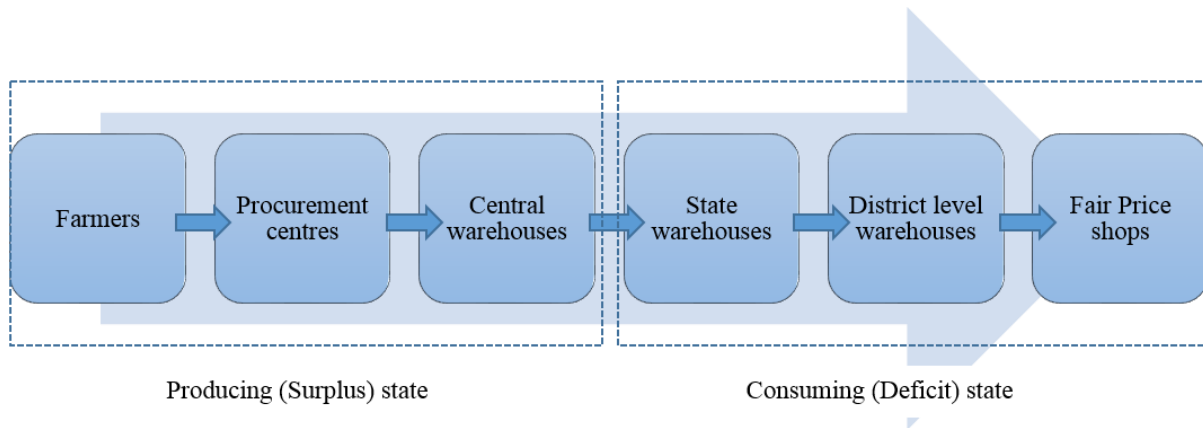 Farmers
Procurement
centres
Central
warehouses
State
warehouses
District level
warehouses
Fair Price
shops
Producing (Surplus) state
Consuming (Deficit) state